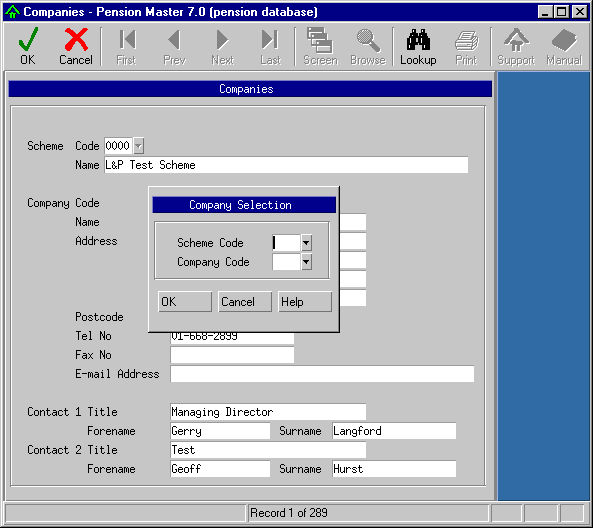 Companies - Pension Master 7.0 (pension database)
OK Cancel First Prev Next Last Screen Browse Lookup Print Support Manual
Companies
Scheme Code 0000
Name L&P Test Scheme
Company Code
Name
Address
Company Selection
Scheme Code
Company Code
OK Cancel Help
Postcode
Tel No 01-668-2899
Fax No
E-mail Address
Contact 1 Title Managing Director
Forename Gerry Surname Langford
Contact 2 Title Test
Forename Geoff Surname Hurst
Record 1 of 289